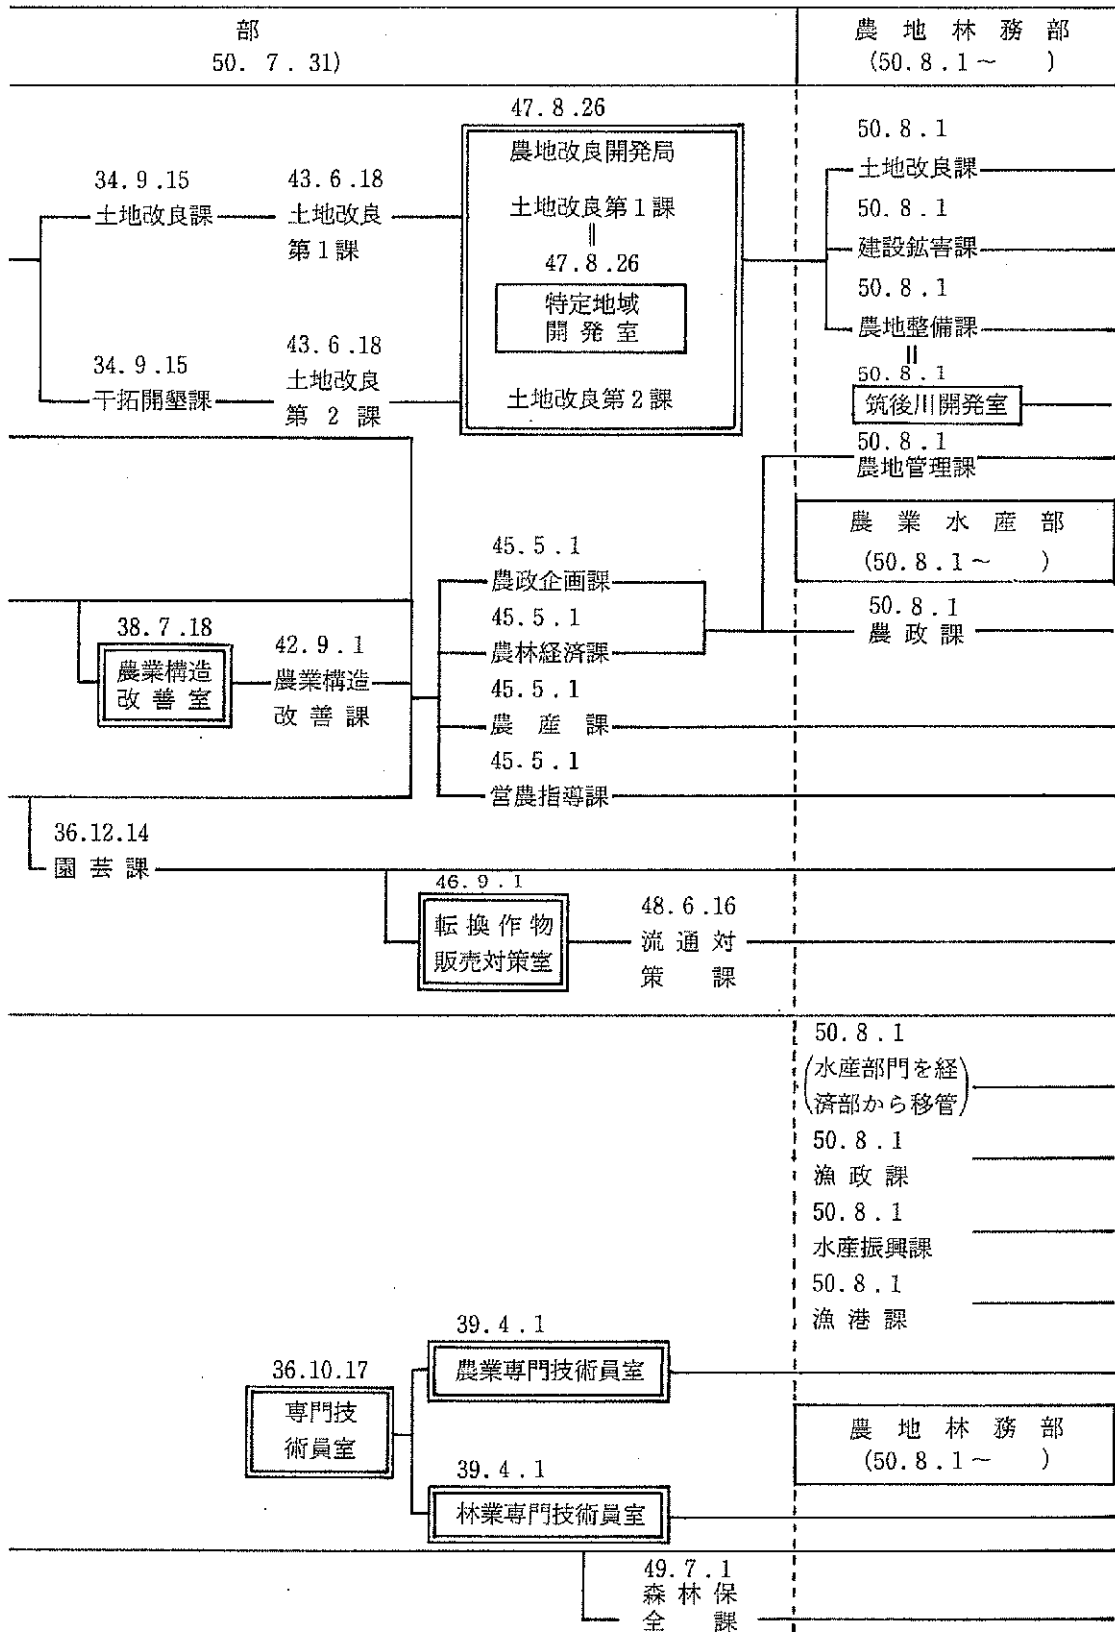 部
50. 7 . 31)
農地林務部
(50. 8 . 1 ～　　)
47. 8 . 26
農地改良開発局
土地改良第1課
||
47. 8 . 26
特定地域
開発室
土地改良第2課
34. 9 . 15
土地改良課
43. 6 . 18
土地改良
第1課
34. 9 . 15
干拓開墾課
43. 6 . 18
土地改良
第2課
50. 8 . 1
土地改良課
50. 8 . 1
建設鉱害課
50. 8 . 1
農地整備課
||
50. 8 . 1
筑後川開発室
50. 8 . 1
農地管理課
農業水産部
(50. 8 . 1 ～　　)
50. 8 . 1
農政課
38. 7 . 18
農業構造
改善室
42. 9 . 1
農業構造
改善課
45. 5 . 1
農政企画課
45. 5 . 1
農林経済課
45. 5 . 1
農産課
45. 5 . 1
営農指導課
36.12.14
園芸課
46. 9 . 1
転換作物
販売対策室
48. 6 . 16
流通対
策課
50. 8 . 1
(水産部門を経
済部から移管)
50. 8 . 1
漁政課
50. 8 . 1
水産振興課
50. 8 . 1
漁港課
36.10.17
専門技
術員室
39. 4 . 1
農業専門技術員室
39. 4 . 1
林業専門技術員室
農地林務部
(50. 8 . 1 ～　　)
49. 7 . 1
森林保
全課